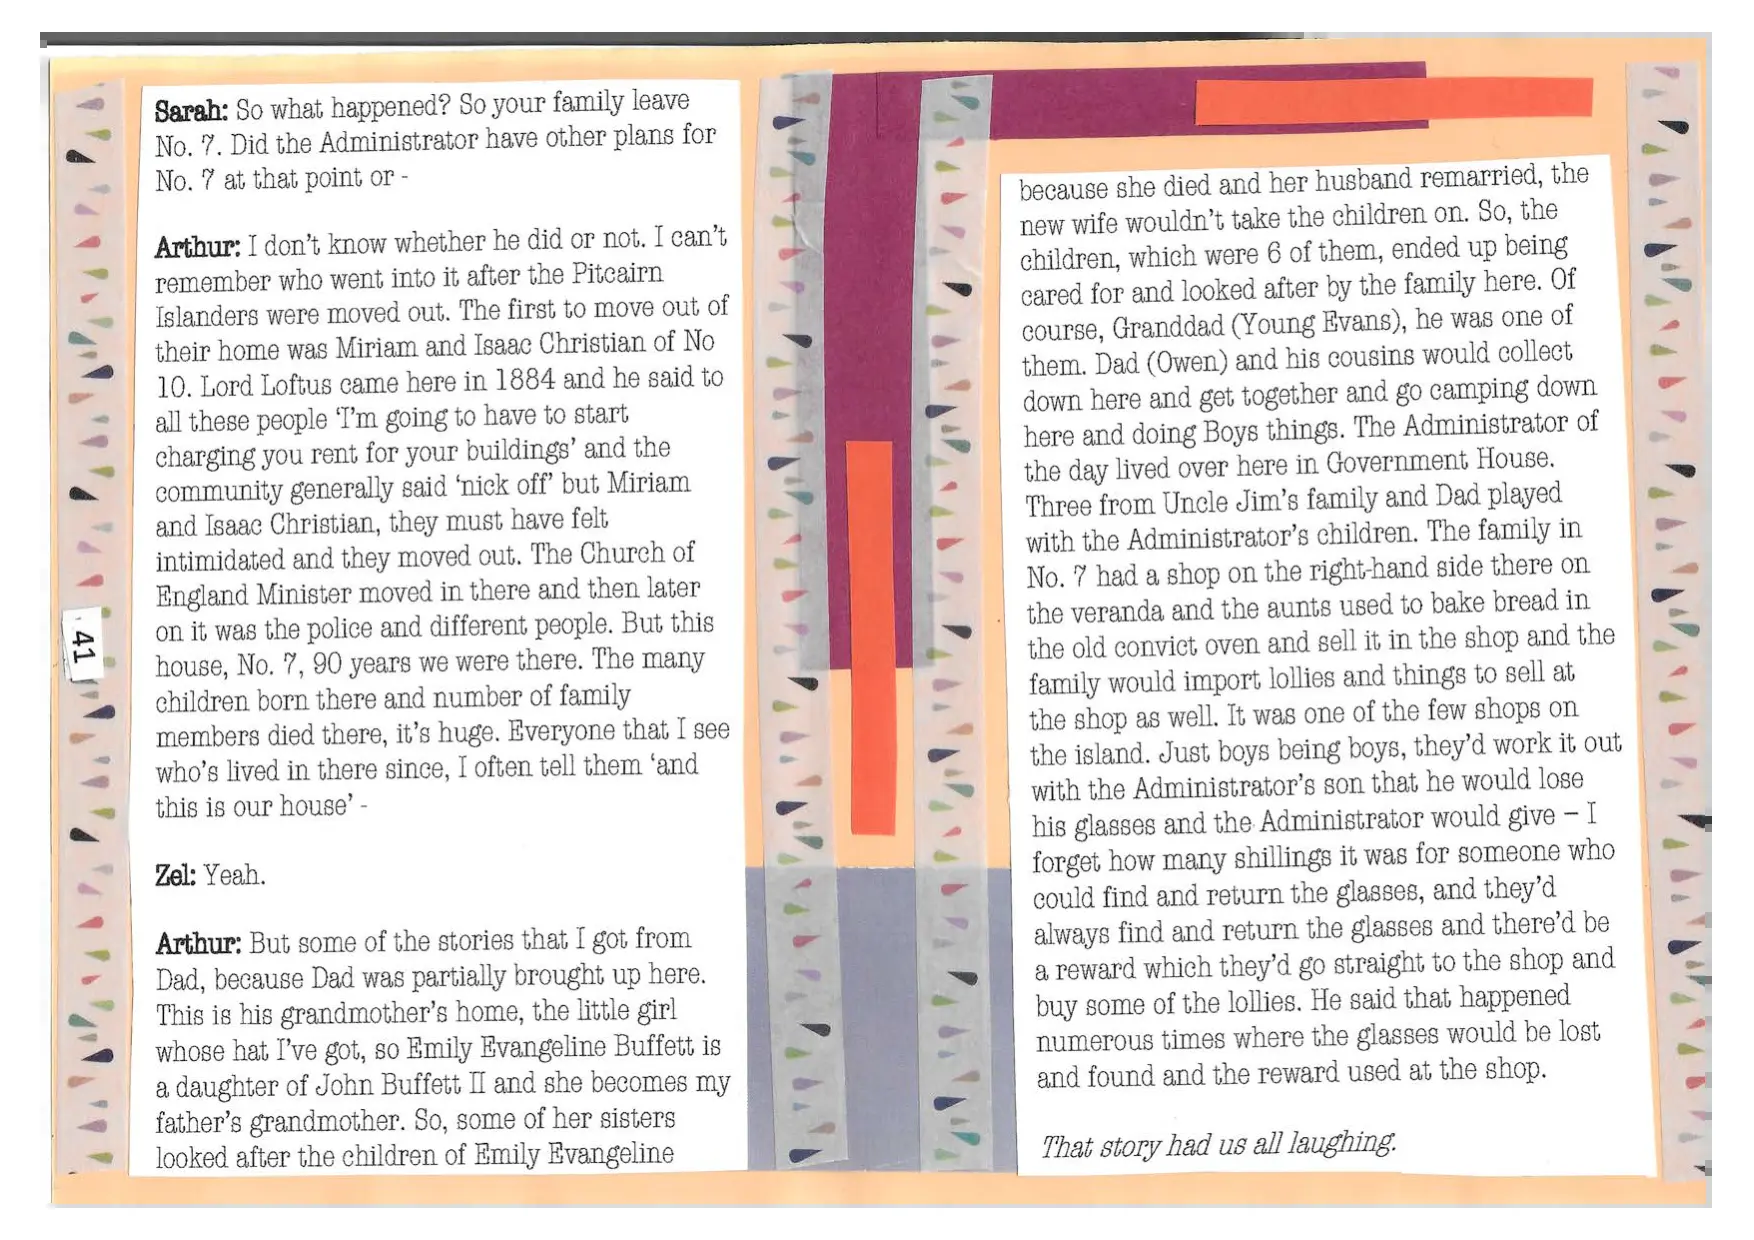 Sarah: So what happened? So your family leave
No. 7. Did the Administrator have other plans for
No. 7 at that point or -
Arthur: I don't know whether he did or not. I can't
remember who went into it after the Pitcairn
Islanders were moved out. The first to move out of
their home was Miriam and Isaac Christian of No
10. Lord Loftus came here in 1884 and he said to
all these people 'I'm going to have to start
charging you rent for your buildings' and the
community generally said 'nick off' but Miriam
and Isaac Christian, they must have felt
intimidated and they moved out. The Church of
England Minister moved in there and then later
on it was the police and different people. But this
house, No. 7, 90 years we were there. The many
children born there and number of family
members died there, it's huge. Everyone that I see
who's lived in there since, I often tell them 'and
this is our house' -
Zel: Yeah.
Arthur: But some of the stories that I got from
Dad, because Dad was partially brought up here.
This is his grandmother's home, the little girl
whose hat I've got, so Emily Evangeline Buffett is
a daughter of John Buffett II and she becomes my
father's grandmother. So, some of her sisters
looked after the children of Emily Evangeline
41
because she died and her husband remarried, the
new wife wouldn't take the children on. So, the
children, which were 6 of them, ended up being
cared for and looked after by the family here. Of
course, Granddad (Young Evans), he was one of
them. Dad (Owen) and his cousins would collect
down here and get together and go camping down
here and doing Boys things. The Administrator of
the day lived over here in Government House.
Three from Uncle Jim's family and Dad played
with the Administrator's children. The family in
No. 7 had a shop on the right-hand side there on
the veranda and the aunts used to bake bread in
the old convict oven and sell it in the shop and the
family would import lollies and things to sell at
the shop as well. It was one of the few shops on
the island. Just boys being boys, they'd work it out
with the Administrator's son that he would lose
his glasses and the Administrator would give – I
forget how many shillings it was for someone who
could find and return the glasses, and they'd
always find and return the glasses and there'd be
a reward which they'd go straight to the shop and
buy some of the lollies. He said that happened
numerous times where the glasses would be lost
and found and the reward used at the shop.
That story had us all laughing.